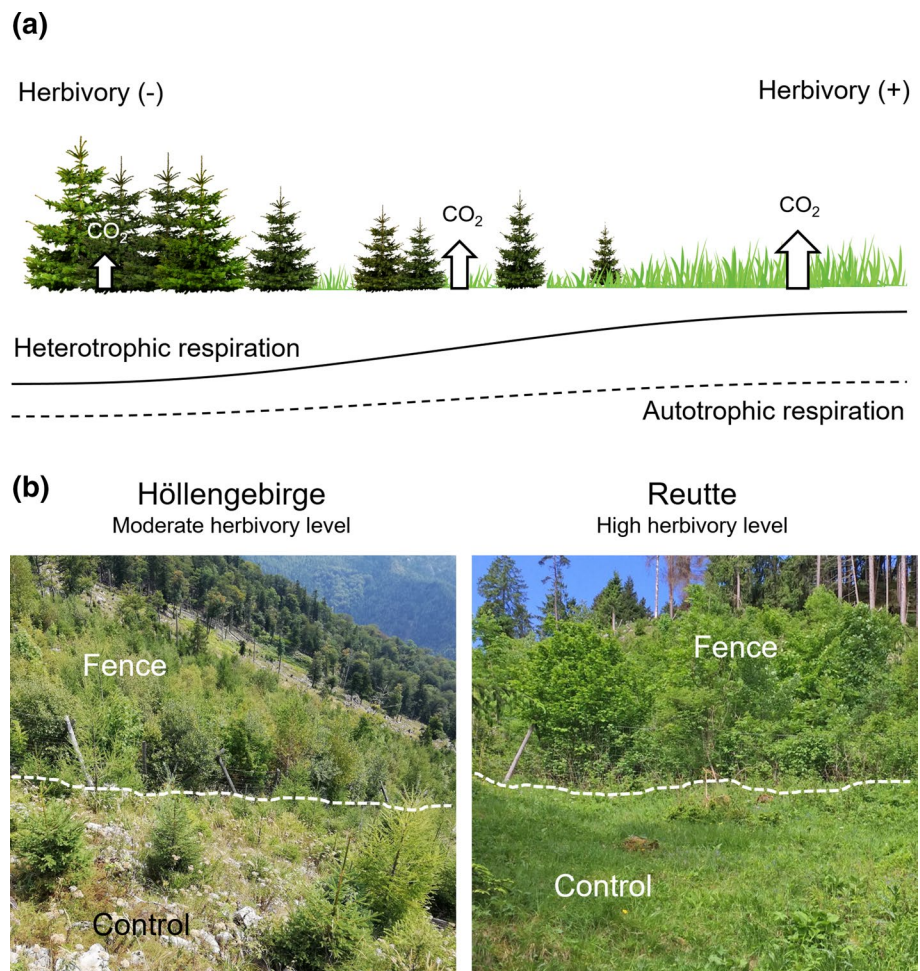 (a)
Herbivory (-)
Herbivory (+)
CO₂
CO₂
CO₂
Heterotrophic respiration
Autotrophic respiration
(b)
Höllengebirge
Moderate herbivory level
Reutte
High herbivory level
Fence
Control
Fence
Control